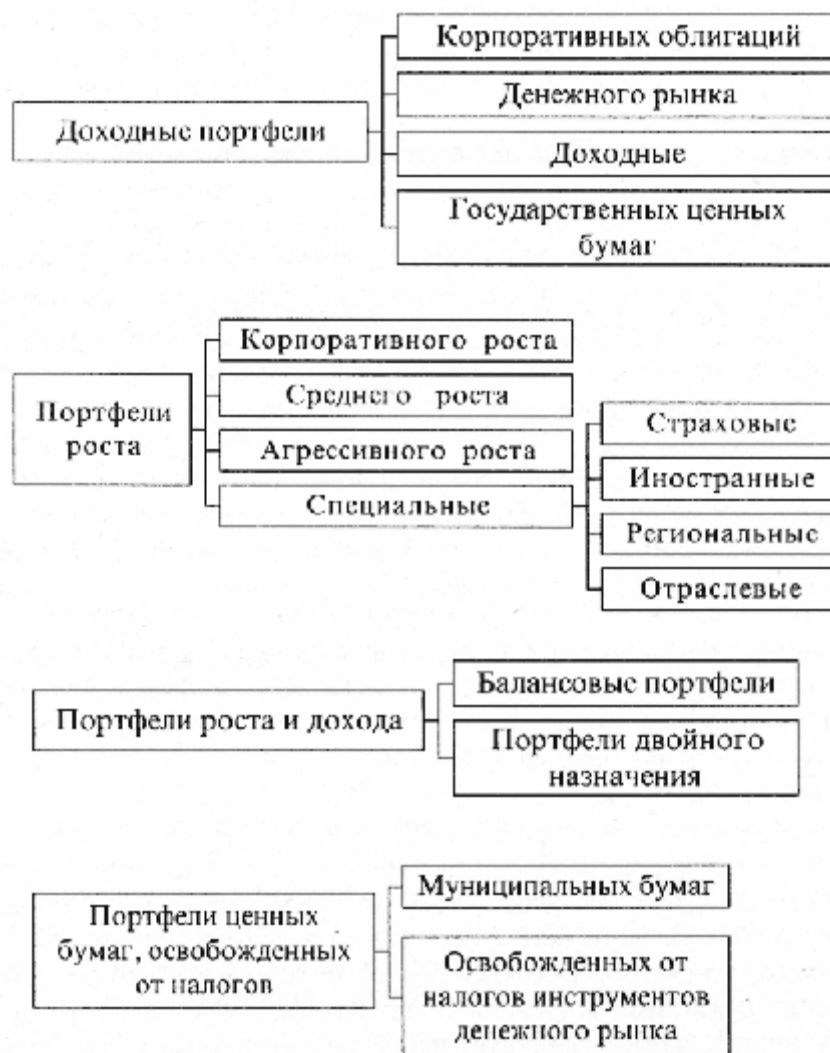 Корпоративных облигаций
Денежного рынка
Доходные портфели
Доходные
Государственных ценных
бумаг
Корпоративного роста
Среднего роста
Портфели
роста
Агрессивного роста
Специальные
Страховые
Иностранные
Региональные
Отраслевые
Балансовые портфели
Портфели роста и дохода
Портфели двойного
назначения
Муниципальных бумаг
Портфели ценных
бумаг, освобожденных
от налогов
Освобожденных от
налогов инструментов
денежного рынка